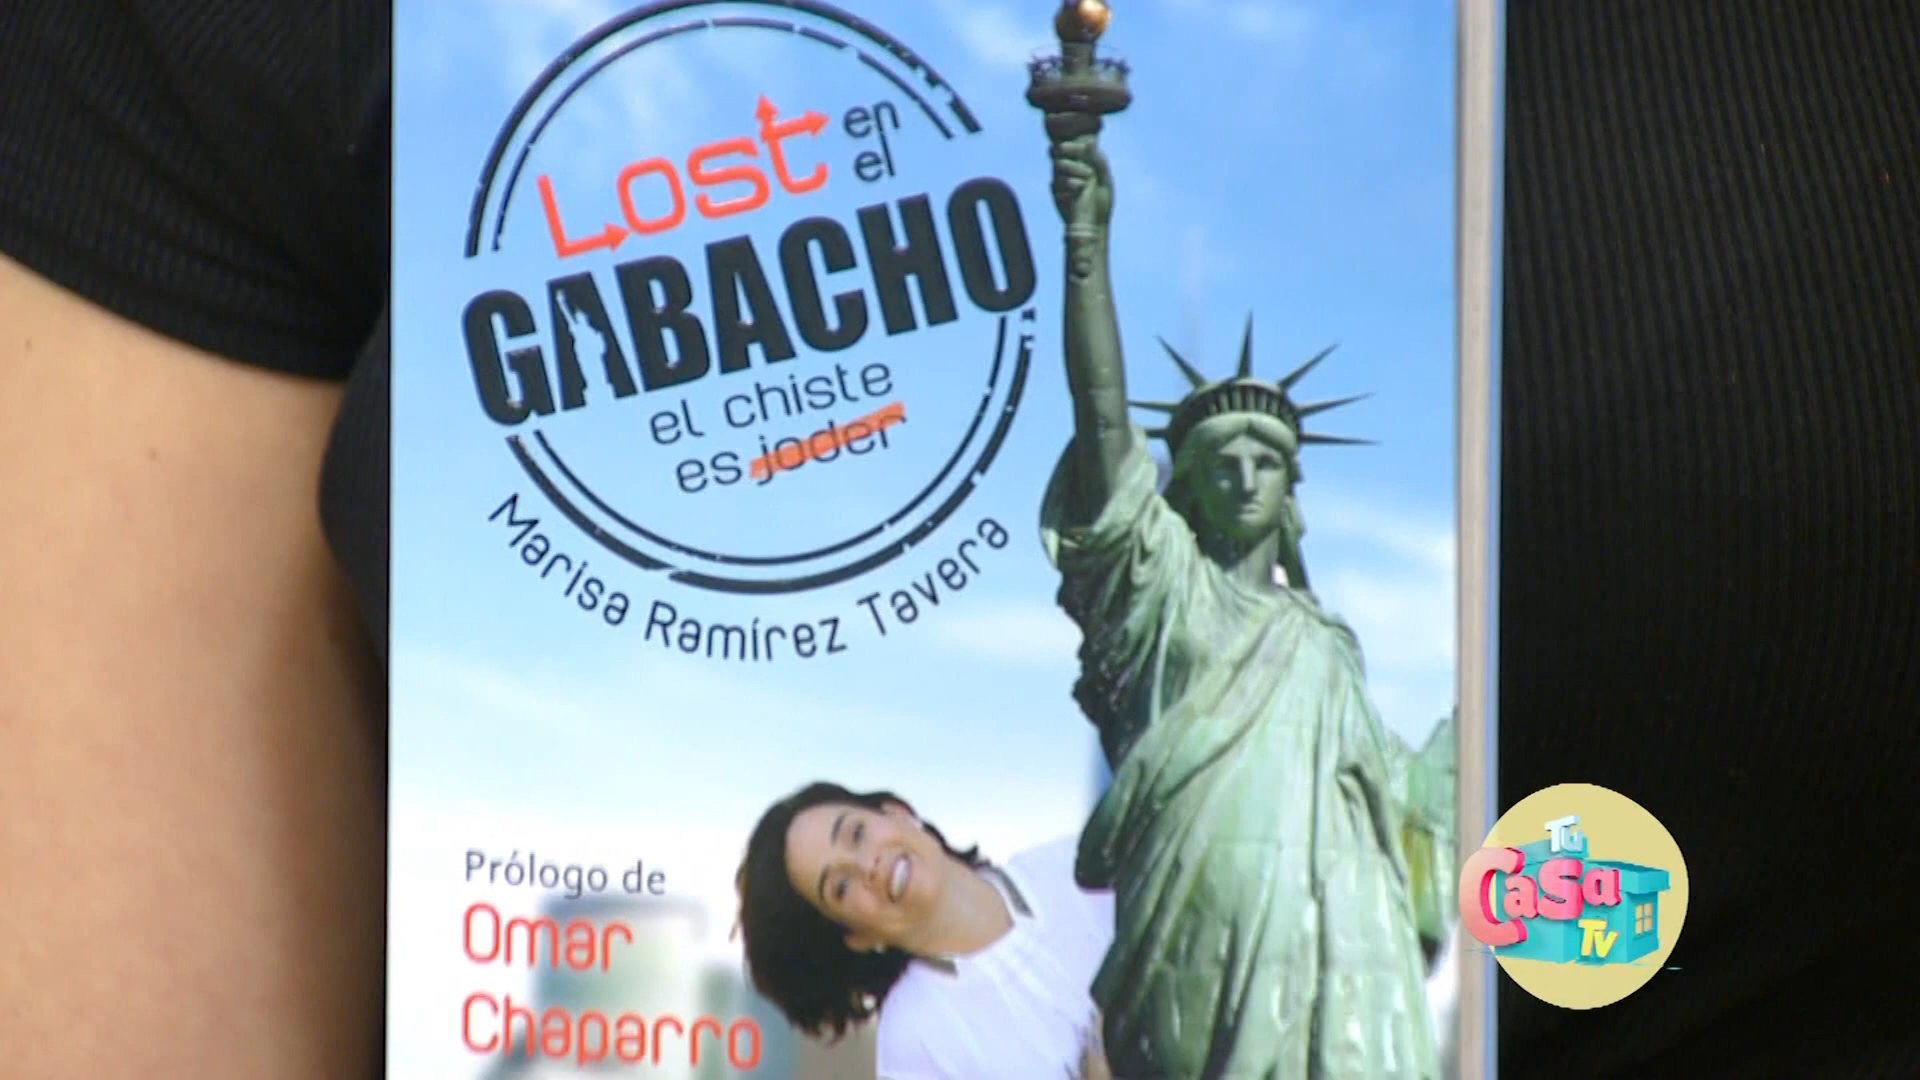 Lost en
el
GABACHO
el chiste
es joder
Marisa Ramírez Tavera
Prólogo de
Omar
Chaparro
Tu
Casa
Tv